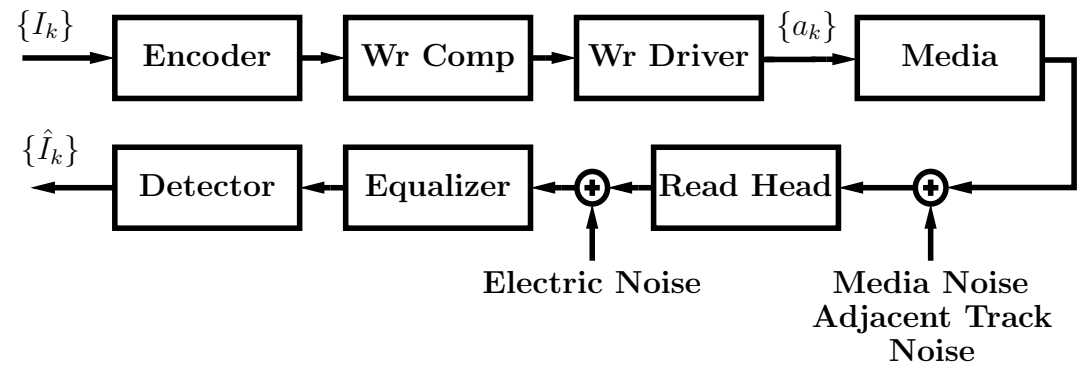 {I_k}
Encoder
Wr Comp
Wr Driver
{a_k}
Media
{Î_k}
Detector
Equalizer
+
Read Head
+
Electric Noise
Media Noise
Adjacent Track
Noise